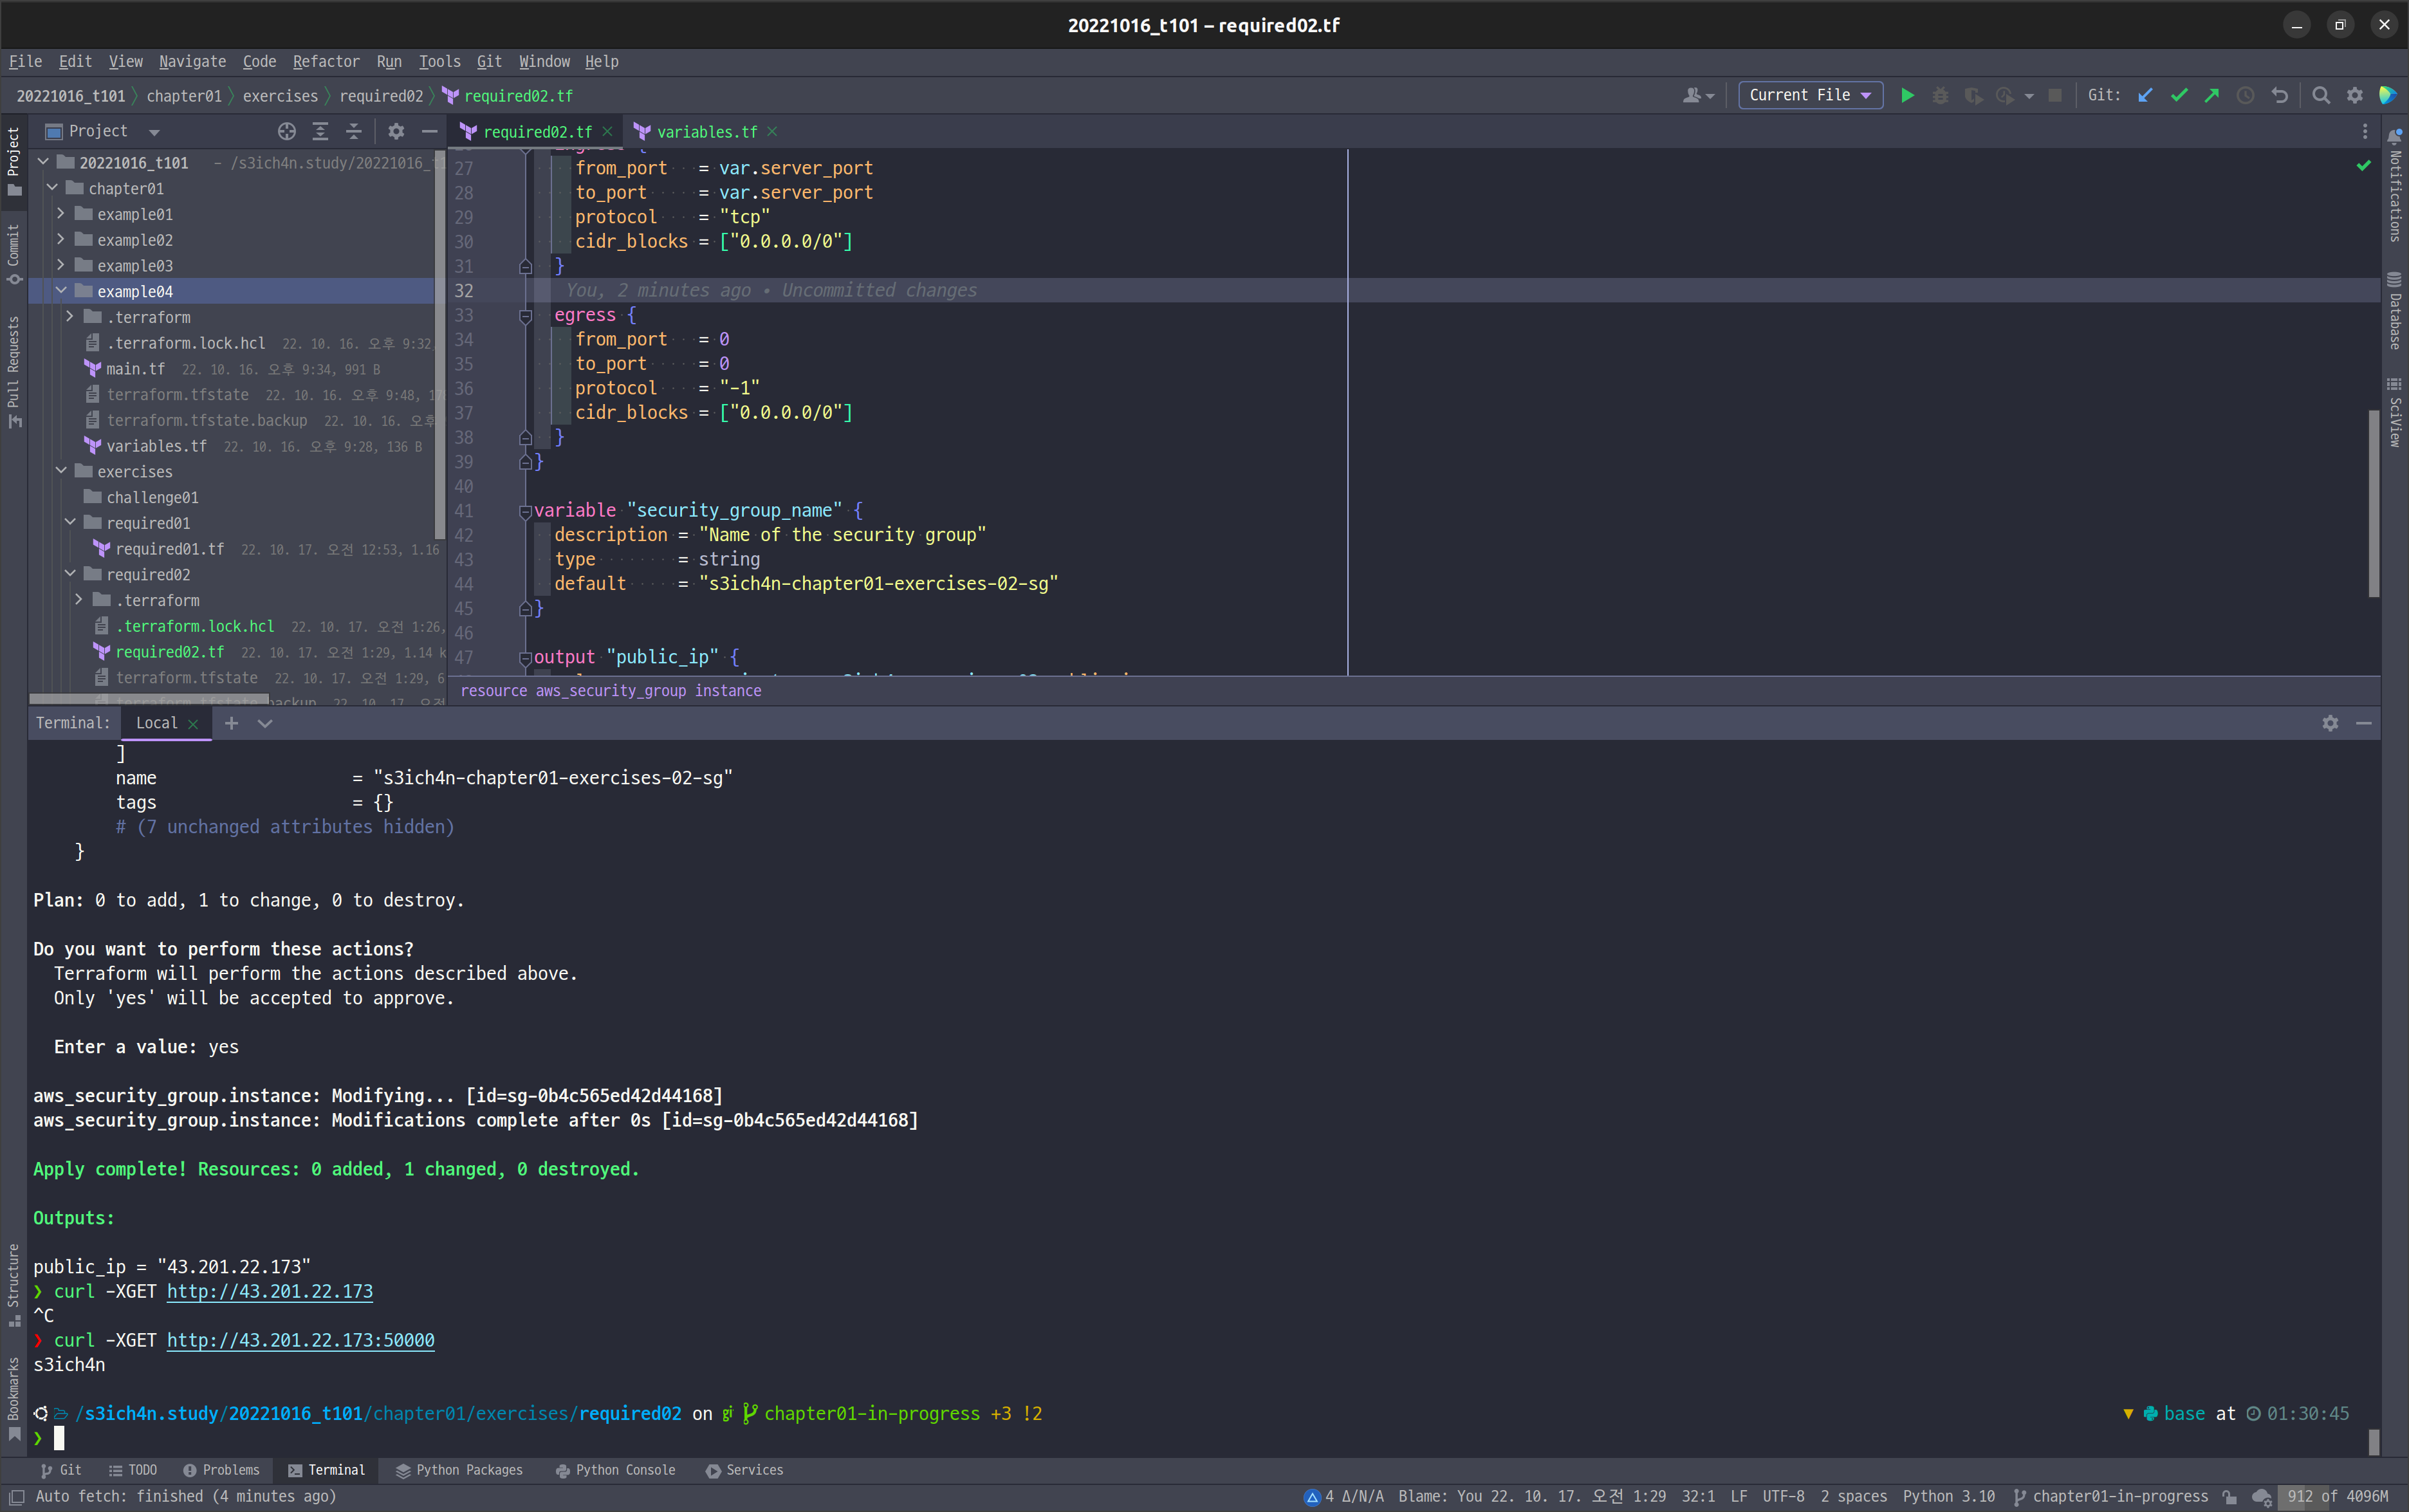 20221016_t101 – required02.tf
File Edit View Navigate Code Refactor Run Tools Git Window Help
20221016_t101 chapter01 exercises required02 required02.tf
Current File
Git:
Project
required02.tf
variables.tf
20221016_t101 – /s3ich4n.study/20221016_t1
chapter01
example01
example02
example03
example04
.terraform
.terraform.lock.hcl 22. 10. 16. 오후 9:32,
main.tf 22. 10. 16. 오후 9:34, 991 B
terraform.tfstate 22. 10. 16. 오후 9:48, 17
terraform.tfstate.backup 22. 10. 16. 오후
variables.tf 22. 10. 16. 오후 9:28, 136 B
exercises
challenge01
required01
required01.tf 22. 10. 17. 오전 12:53, 1.16
required02
.terraform
.terraform.lock.hcl 22. 10. 17. 오전 1:26,
required02.tf 22. 10. 17. 오전 1:29, 1.14 k
terraform.tfstate 22. 10. 17. 오전 1:29, 6
Project
Commit
Pull Requests
Structure
Bookmarks
27 from_port = var.server_port
28 to_port = var.server_port
29 protocol = "tcp"
30 cidr_blocks = ["0.0.0.0/0"]
31 }
32 You, 2 minutes ago • Uncommitted changes
33 egress {
34 from_port = 0
35 to_port = 0
36 protocol = "-1"
37 cidr_blocks = ["0.0.0.0/0"]
38 }
39 }
40
41 variable "security_group_name" {
42 description = "Name of the security group"
43 type = string
44 default = "s3ich4n-chapter01-exercises-02-sg"
45 }
46
47 output "public_ip" {
resource aws_security_group instance
Notifications
Database
SciView
Terminal: Local
]
name = "s3ich4n-chapter01-exercises-02-sg"
tags = {}
# (7 unchanged attributes hidden)
}
Plan: 0 to add, 1 to change, 0 to destroy.
Do you want to perform these actions?
Terraform will perform the actions described above.
Only 'yes' will be accepted to approve.
Enter a value: yes
aws_security_group.instance: Modifying... [id=sg-0b4c565ed42d44168]
aws_security_group.instance: Modifications complete after 0s [id=sg-0b4c565ed42d44168]
Apply complete! Resources: 0 added, 1 changed, 0 destroyed.
Outputs:
public_ip = "43.201.22.173"
❯ curl -XGET http://43.201.22.173
^C
❯ curl -XGET http://43.201.22.173:50000
s3ich4n
/s3ich4n.study/20221016_t101/chapter01/exercises/required02 on chapter01-in-progress +3 !2
base at 01:30:45
❯
Git TODO Problems Terminal Python Packages Python Console Services
Auto fetch: finished (4 minutes ago)
4 Δ/N/A Blame: You 22. 10. 17. 오전 1:29 32:1 LF UTF-8 2 spaces Python 3.10 chapter01-in-progress 912 of 4096M